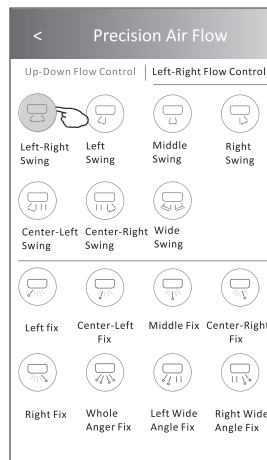 < Precision Air Flow
Up-Down Flow Control Left-Right Flow Control
Left-Right Swing
Left Swing
Middle Swing
Right Swing
Center-Left Swing
Center-Right Swing
Wide Swing
Left fix
Center-Left Fix
Middle Fix
Center-Right Fix
Right Fix
Whole Anger Fix
Left Wide Angle Fix
Right Wide Angle Fix